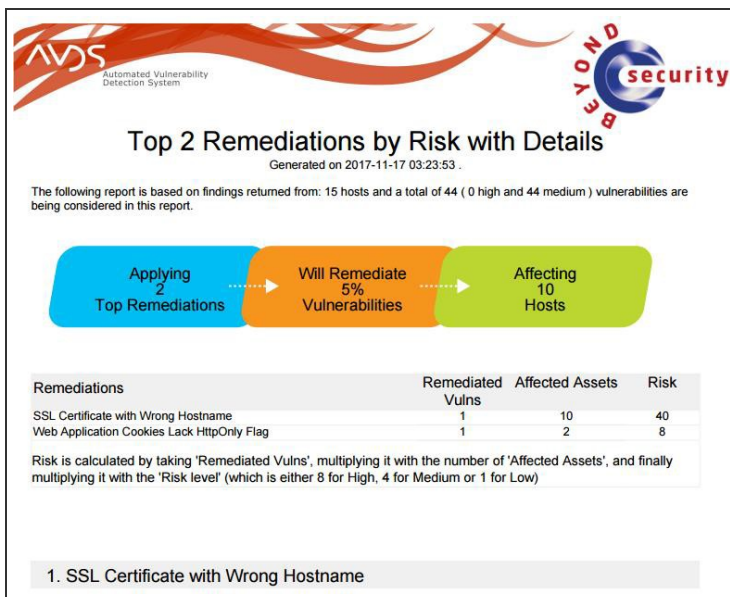 AVDS
Automated Vulnerability
Detection System
BEYOND
security
Top 2 Remediations by Risk with Details
Generated on 2017-11-17 03:23:53 .
The following report is based on findings returned from: 15 hosts and a total of 44 ( 0 high and 44 medium ) vulnerabilities are
being considered in this report.
Applying
2
Top Remediations
Will Remediate
5%
Vulnerabilities
Affecting
10
Hosts
Remediations Remediated Vulns Affected Assets Risk
SSL Certificate with Wrong Hostname 1 10 40
Web Application Cookies Lack HttpOnly Flag 1 2 8
Risk is calculated by taking 'Remediated Vulns', multiplying it with the number of 'Affected Assets', and finally
multiplying it with the 'Risk level' (which is either 8 for High, 4 for Medium or 1 for Low)
1. SSL Certificate with Wrong Hostname